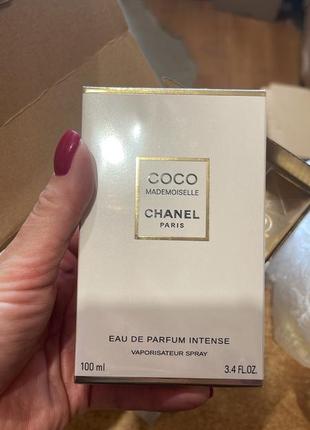 COCO
MADEMOISELLE
CHANEL
PARIS
EAU DE PARFUM INTENSE
VAPORISATEUR SPRAY
100 ml 3.4 FL.OZ.